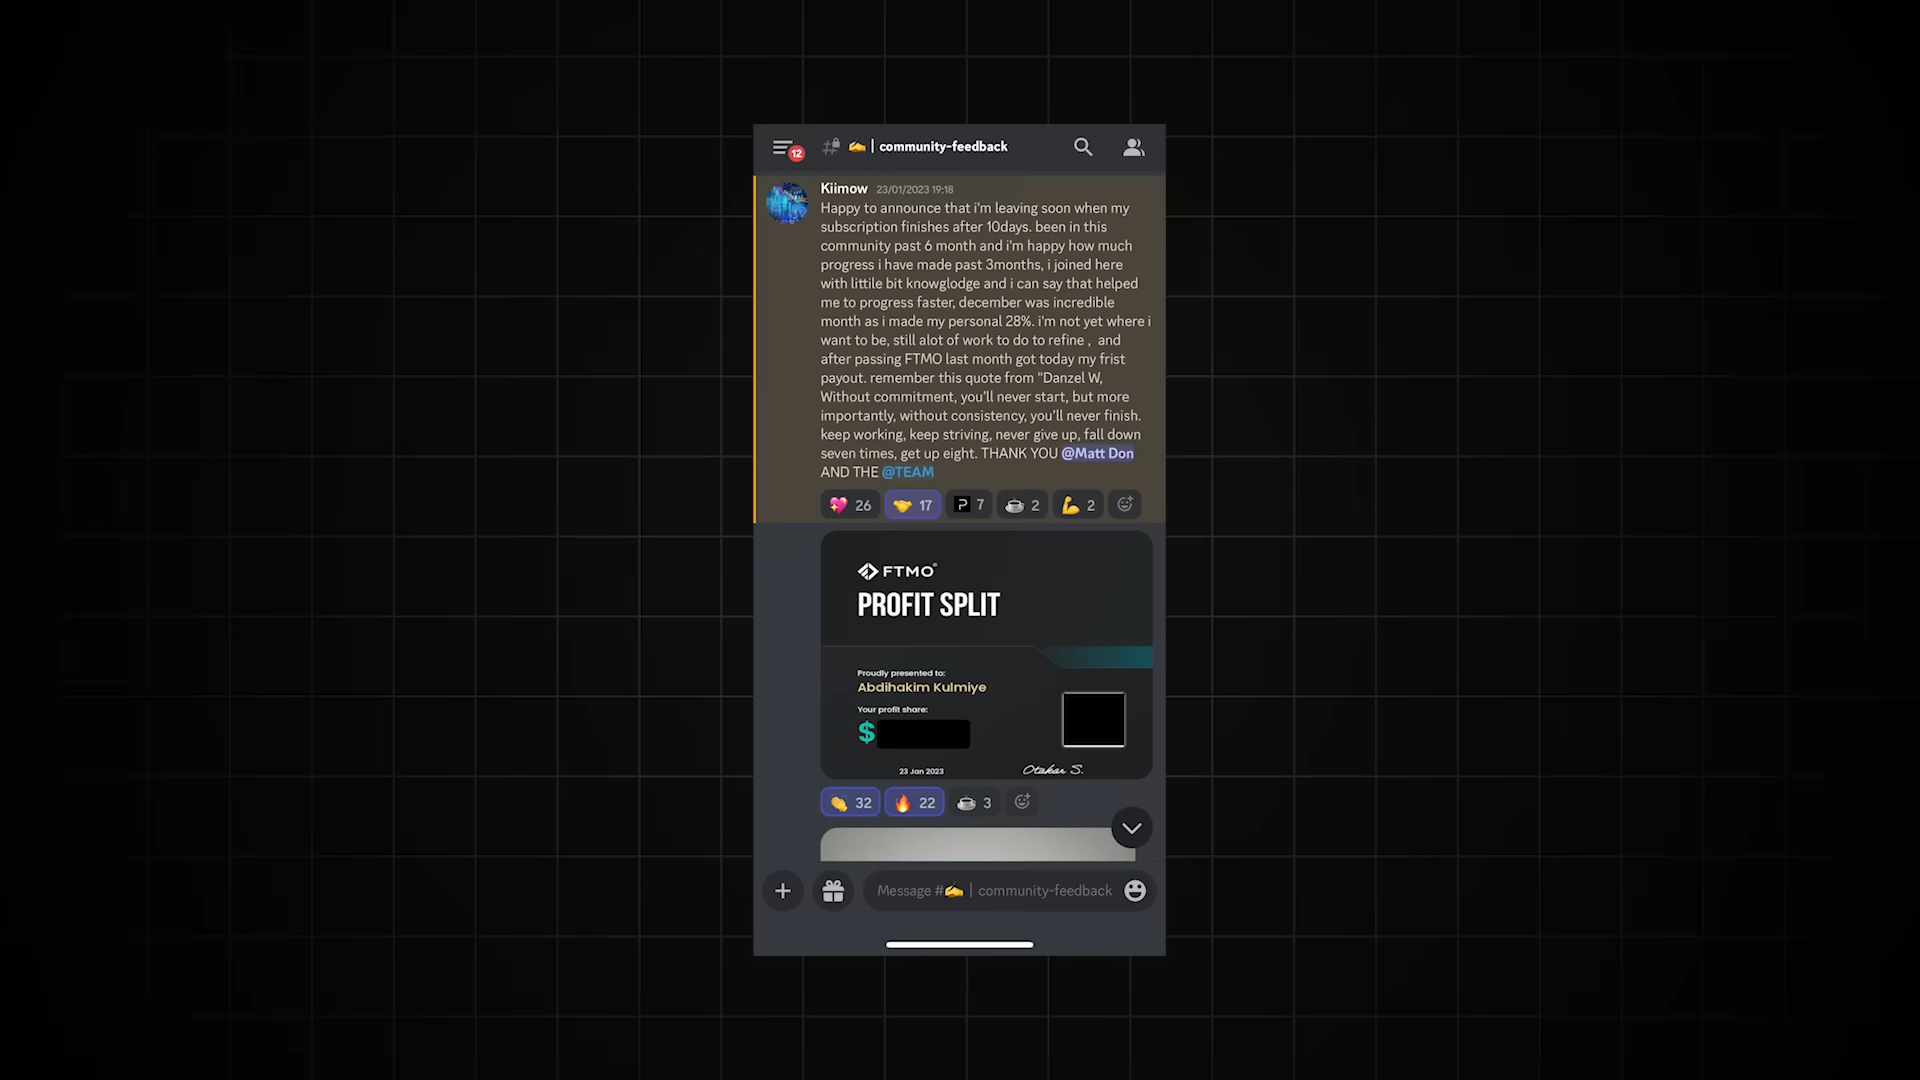 12
community-feedback
Kiimow 23/01/2023 19:18
Happy to announce that i'm leaving soon when my
subscription finishes after 10days. been in this
community past 6 month and i'm happy how much
progress i have made past 3months, i joined here
with littile bit knowglodge and i can say that helped
me to progress faster, december was incredible
month as i made my personal 28%. i'm not yet where i
want to be, still alot of work to do to refine , and
after passing FTMO last month got today my frist
payout. remember this quote from "Danzel W,
Without commitment, you'll never start, but more
importantly, without consistency, you'll never finish.
keep working, keep striving, never give up, fall down
seven times, get up eight. THANK YOU @Matt Don
AND THE @TEAM
26 17 P 7 2 2
FTMO®
PROFIT SPLIT
Proudly presented to:
Abdihakim Kulmiye
Your profit share:
$
23 Jan 2023 Otakar S.
32 22 3
Message #✍️ | community-feedback